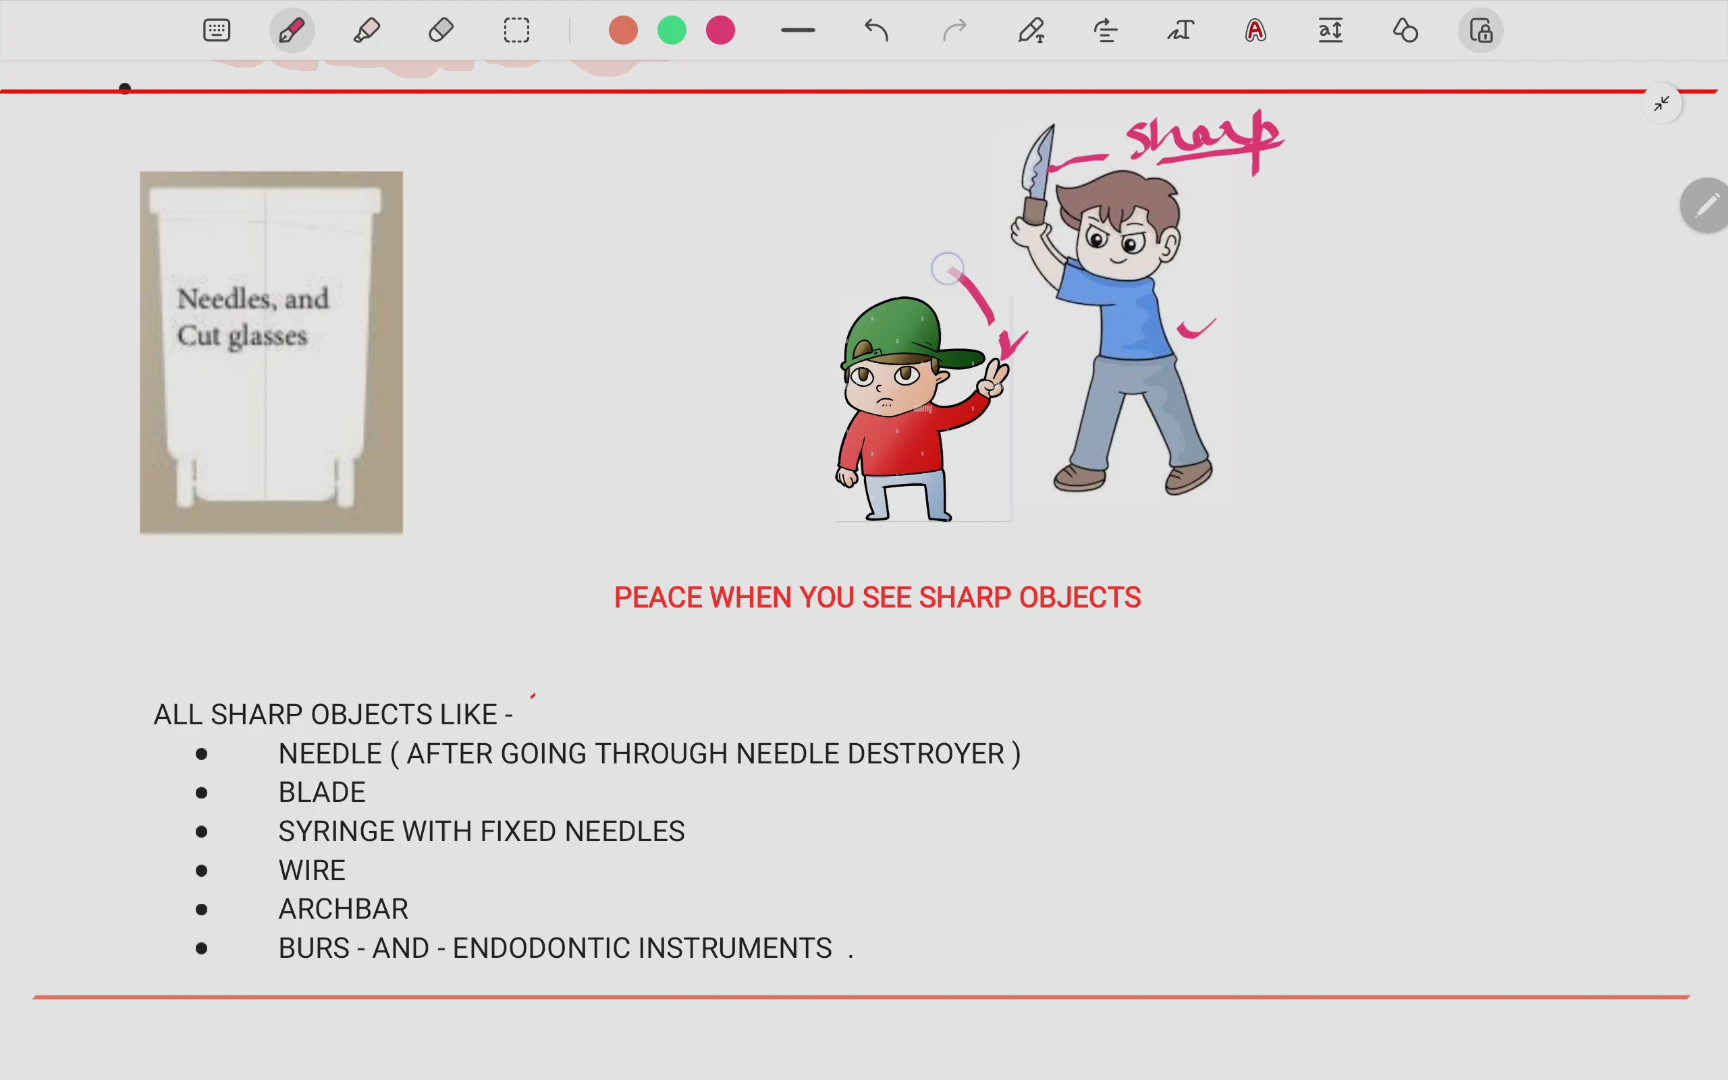 sharp
Needles, and
Cut glasses
PEACE WHEN YOU SEE SHARP OBJECTS
ALL SHARP OBJECTS LIKE -
● NEEDLE ( AFTER GOING THROUGH NEEDLE DESTROYER )
● BLADE
● SYRINGE WITH FIXED NEEDLES
● WIRE
● ARCHBAR
● BURS - AND - ENDODONTIC INSTRUMENTS .